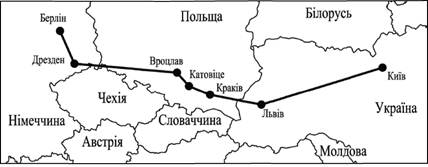 Берлін
Польща
Білорусь
Дрезден
Вроцлав
Катовіце
Краків
Київ
Чехія
Львів
Україна
Німеччина
Словаччина
Австрія
Молдова